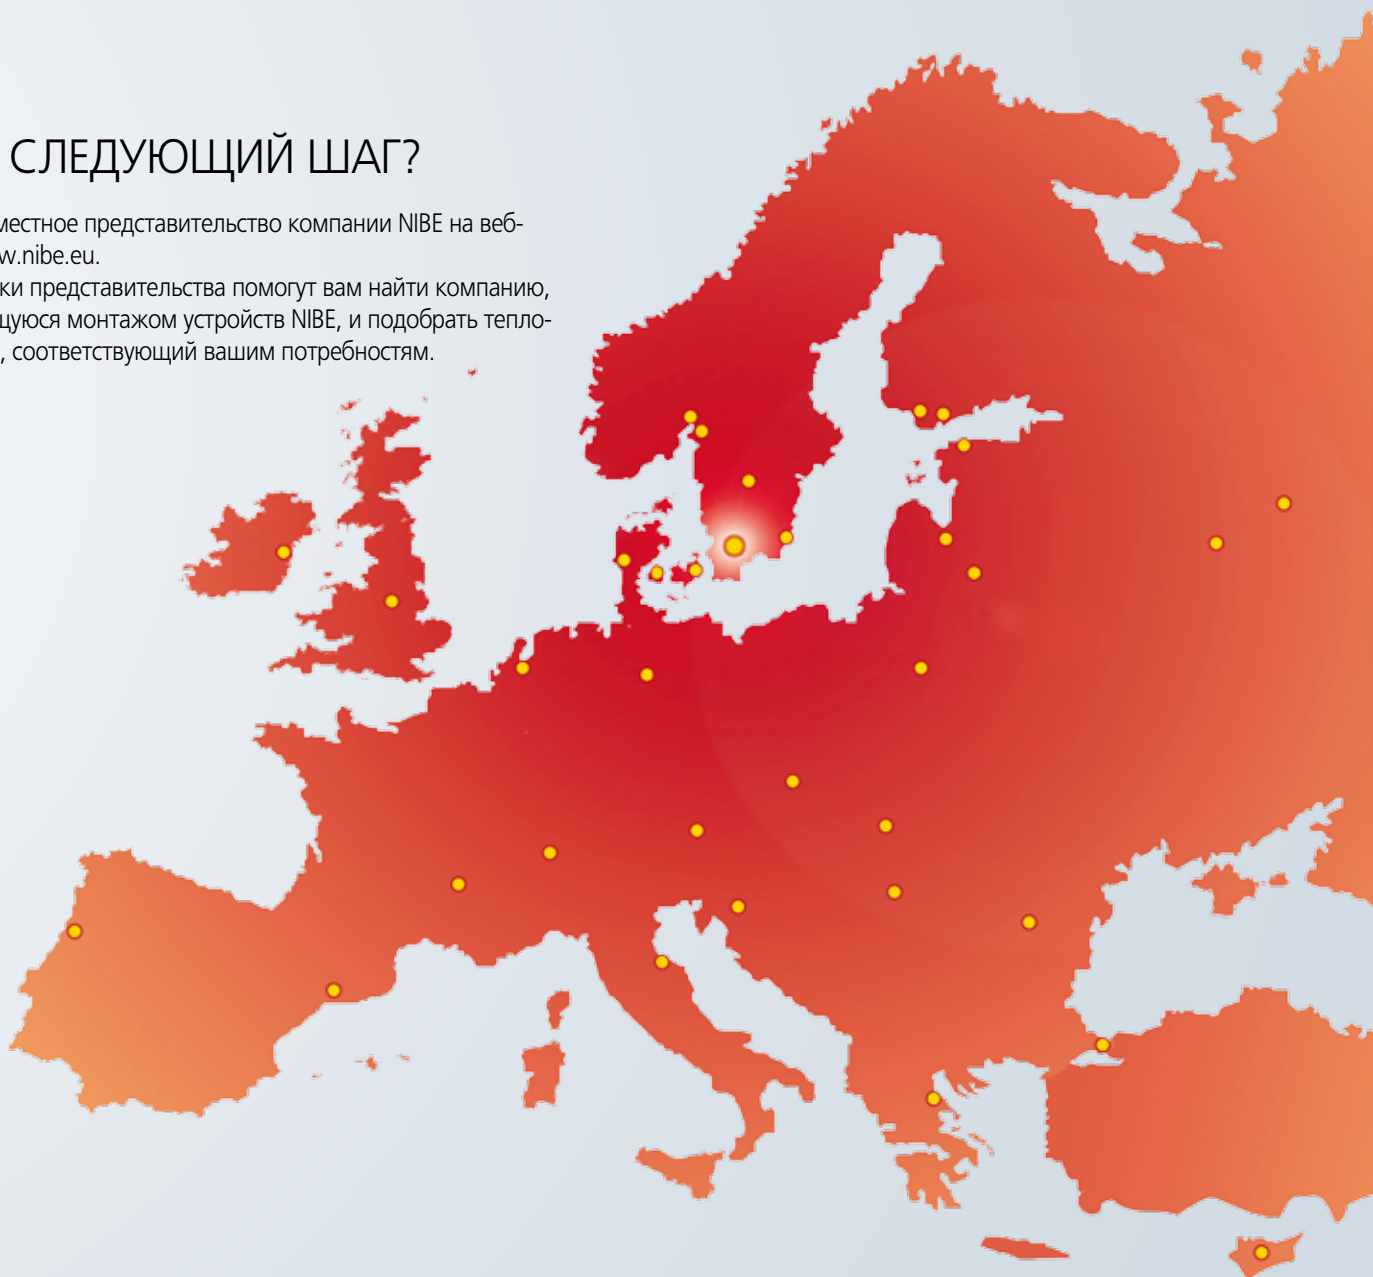 СЛЕДУЮЩИЙ ШАГ?
местное представительство компании NIBE на веб-
w.nibe.eu.
ки представительства помогут вам найти компанию,
щуюся монтажом устройств NIBE, и подобрать тепло-
, соответствующий вашим потребностям.